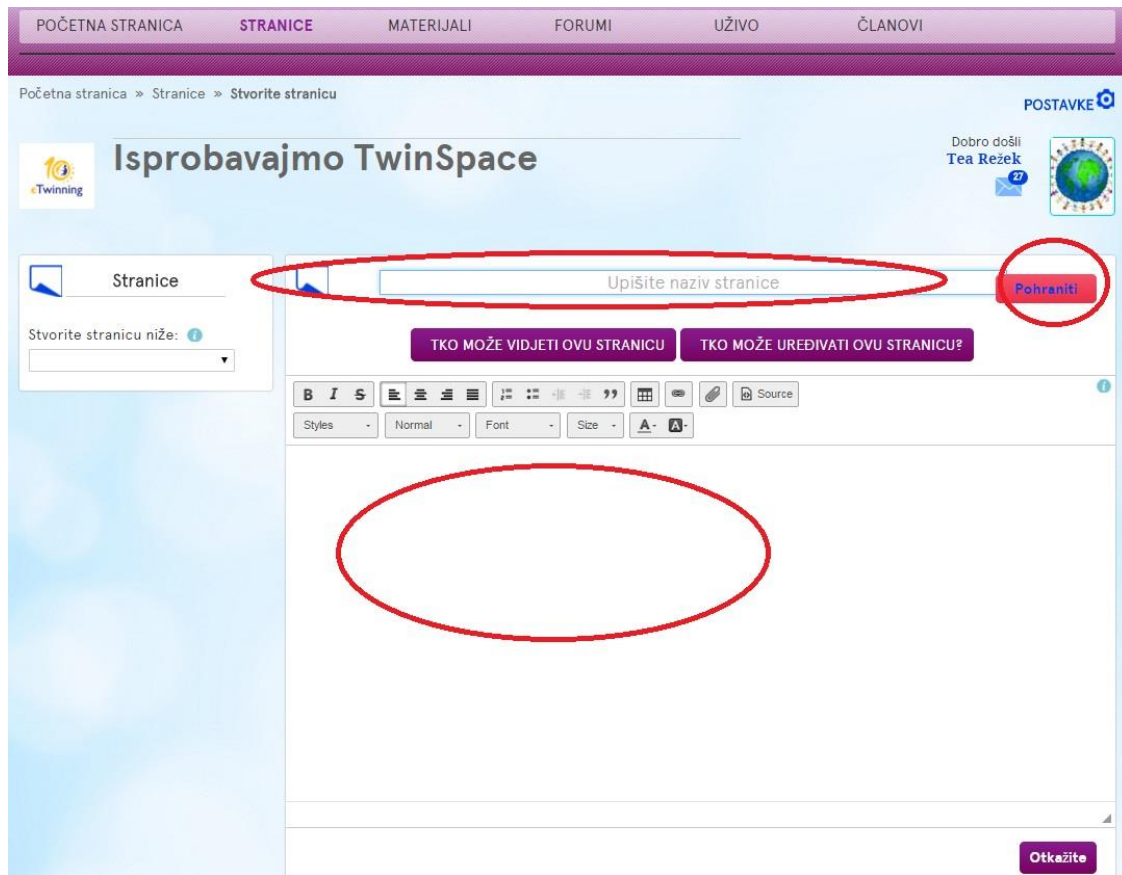 POČETNA STRANICA STRANICE MATERIJALI FORUMI UŽIVO ČLANOVI
Početna stranica » Stranice » Stvorite stranicu
POSTAVKE
10
eTwinning
Isprobavajmo TwinSpace
Dobro došli
Tea Režek
27
Stranice
Upišite naziv stranice
Pohraniti
Stvorite stranicu niže:
TKO MOŽE VIDJETI OVU STRANICU TKO MOŽE UREĐIVATI OVU STRANICU?
B I S Source
Styles Normal Font Size A A
Otkažite